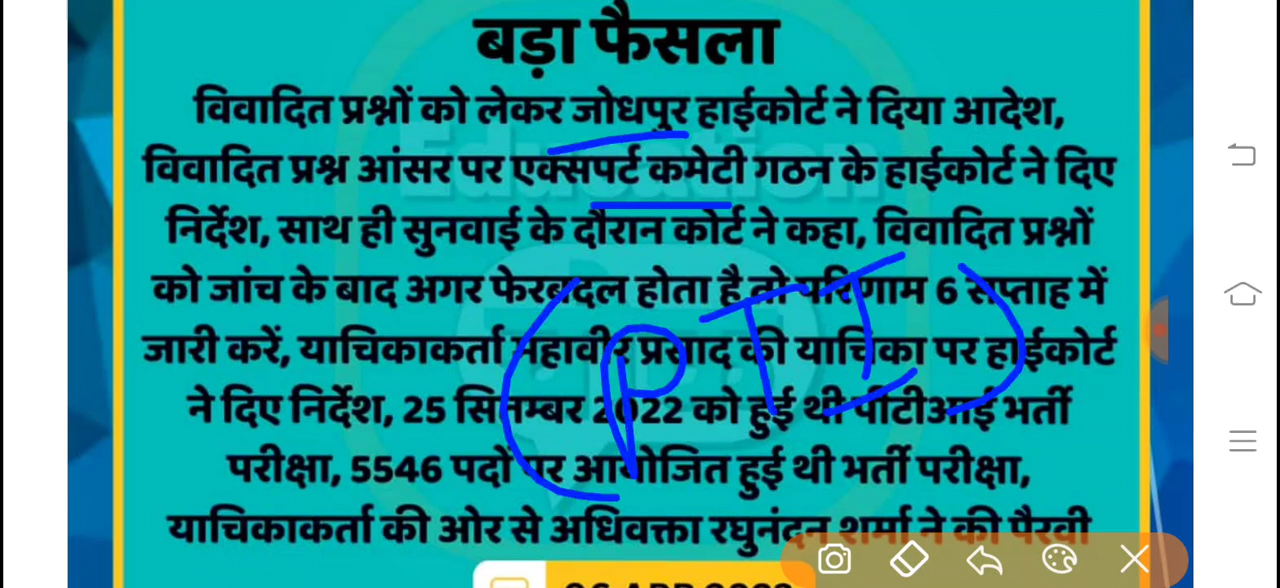 बड़ा फैसला
विवादित प्रश्नों को लेकर जोधपुर हाईकोर्ट ने दिया आदेश,
विवादित प्रश्न आंसर पर एक्सपर्ट कमेटी गठन के हाईकोर्ट ने दिए
निर्देश, साथ ही सुनवाई के दौरान कोर्ट ने कहा, विवादित प्रश्नों
को जांच के बाद अगर फेरबदल होता है तो परिणाम 6 सप्ताह में
जारी करें, याचिकाकर्ता महावीर प्रसाद की याचिका पर हाईकोर्ट
ने दिए निर्देश, 25 सितम्बर 2022 को हुई थी पीटीआई भर्ती
परीक्षा, 5546 पदों पर आयोजित हुई थी भर्ती परीक्षा,
याचिकाकर्ता की ओर से अधिवक्ता रघुनंदन शर्मा ने की पैरवी
(PTI)
Education